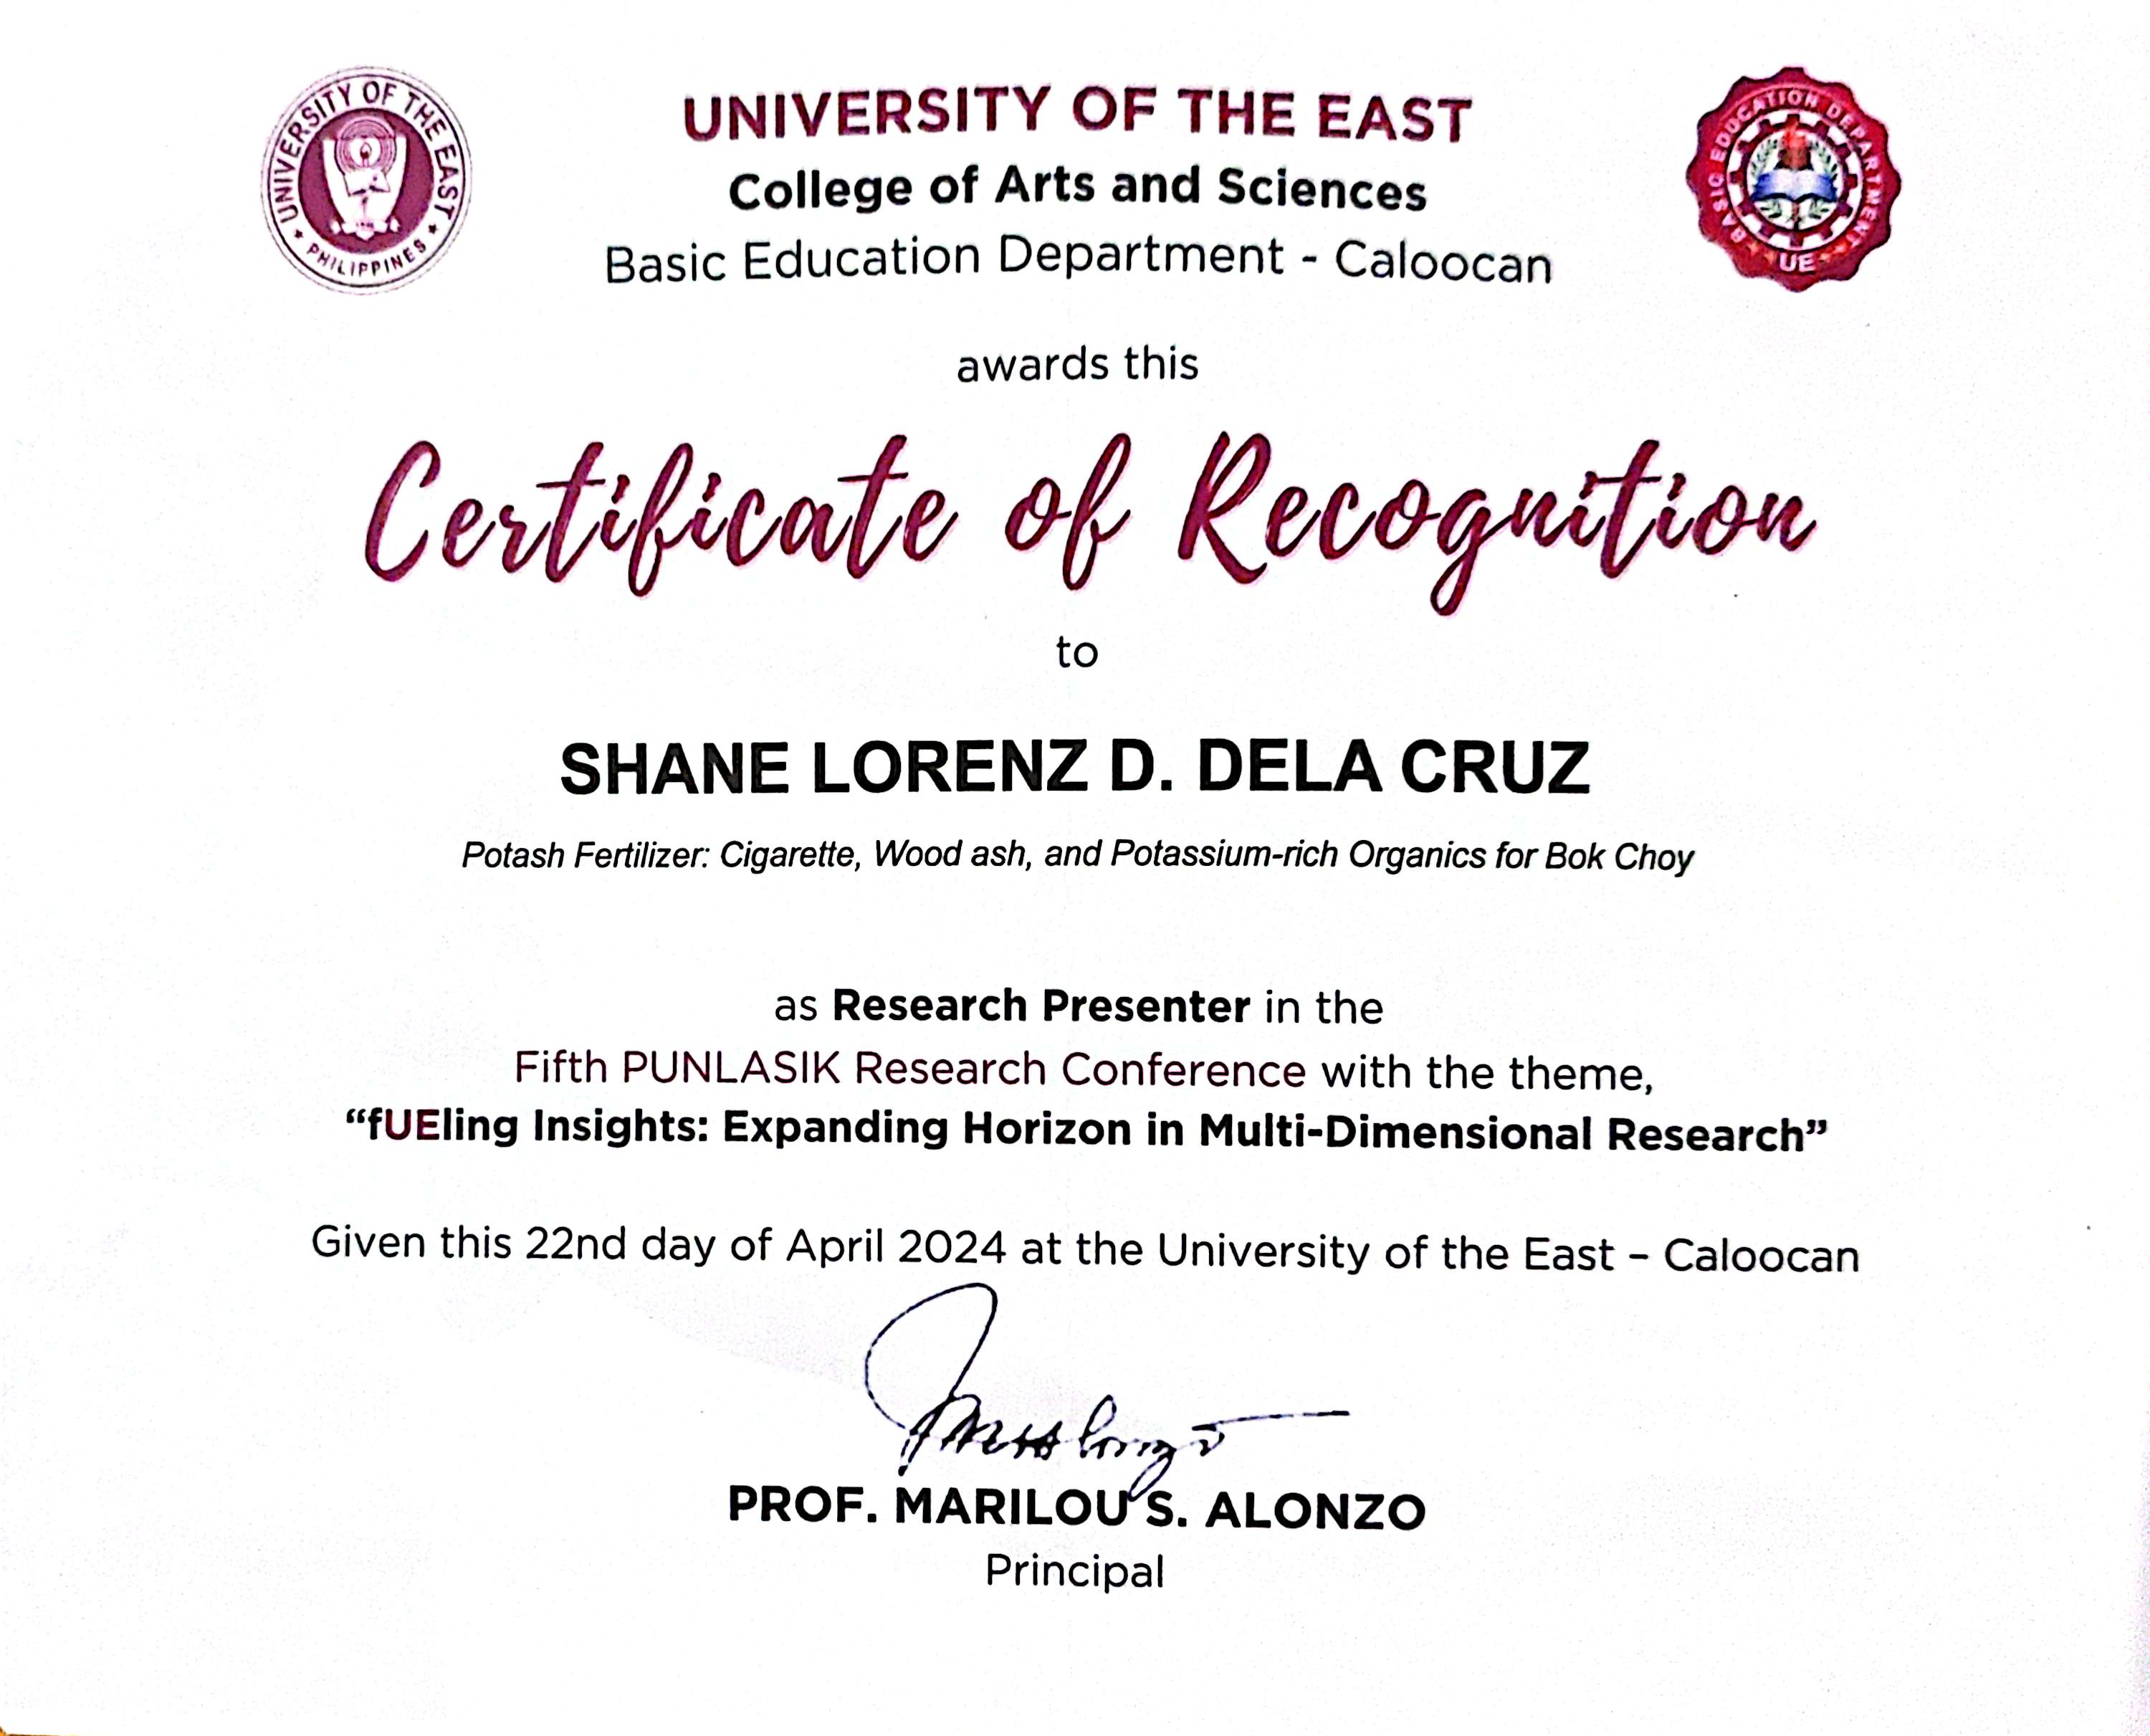 UNIVERSITY OF THE EAST
PHILIPPINES
BASIC EDUCATION DEPARTMENT
UE
UNIVERSITY OF THE EAST
College of Arts and Sciences
Basic Education Department - Caloocan
awards this
Certificate of Recognition
to
SHANE LORENZ D. DELA CRUZ
Potash Fertilizer: Cigarette, Wood ash, and Potassium-rich Organics for Bok Choy
as Research Presenter in the
Fifth PUNLASIK Research Conference with the theme,
“fUEling Insights: Expanding Horizon in Multi-Dimensional Research”
Given this 22nd day of April 2024 at the University of the East – Caloocan
PROF. MARILOU S. ALONZO
Principal